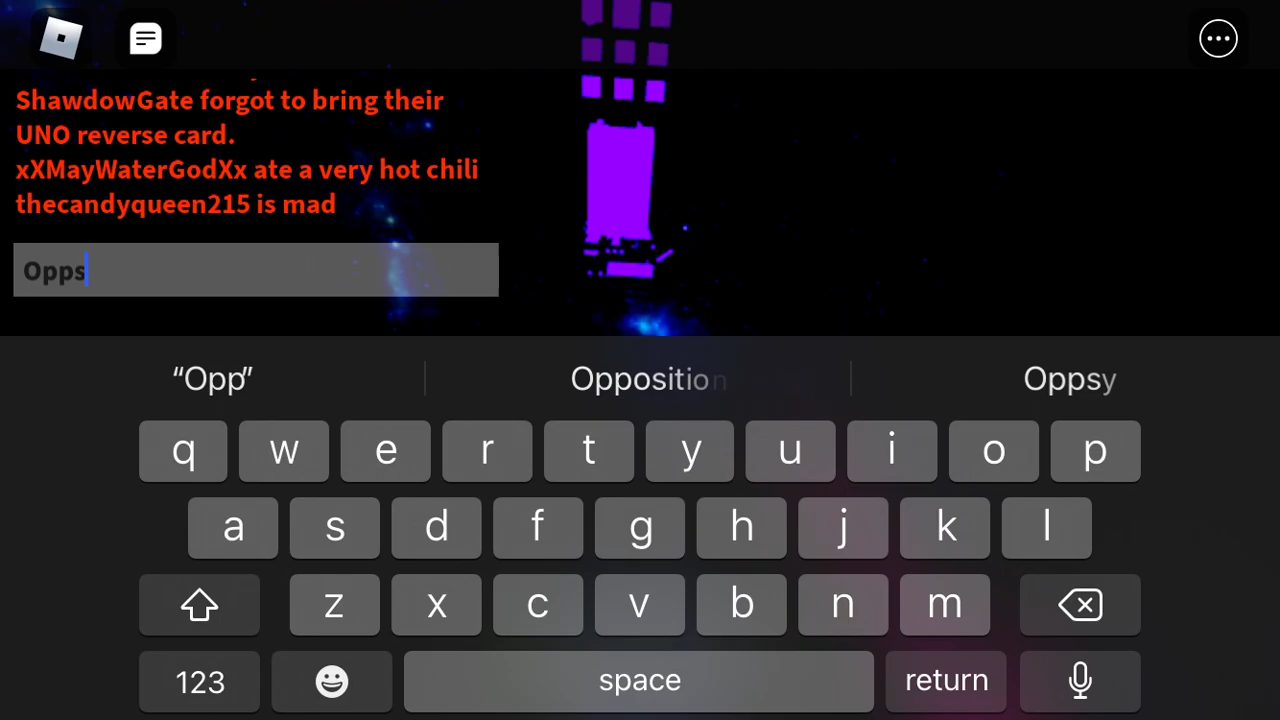 ShawdowGate forgot to bring their
UNO reverse card.
xXMayWaterGodXx ate a very hot chili
thecandyqueen215 is mad
Opps
“Opp” Opposition Oppsy
q w e r t y u i o p
a s d f g h j k l
z x c v b n m
123 space return